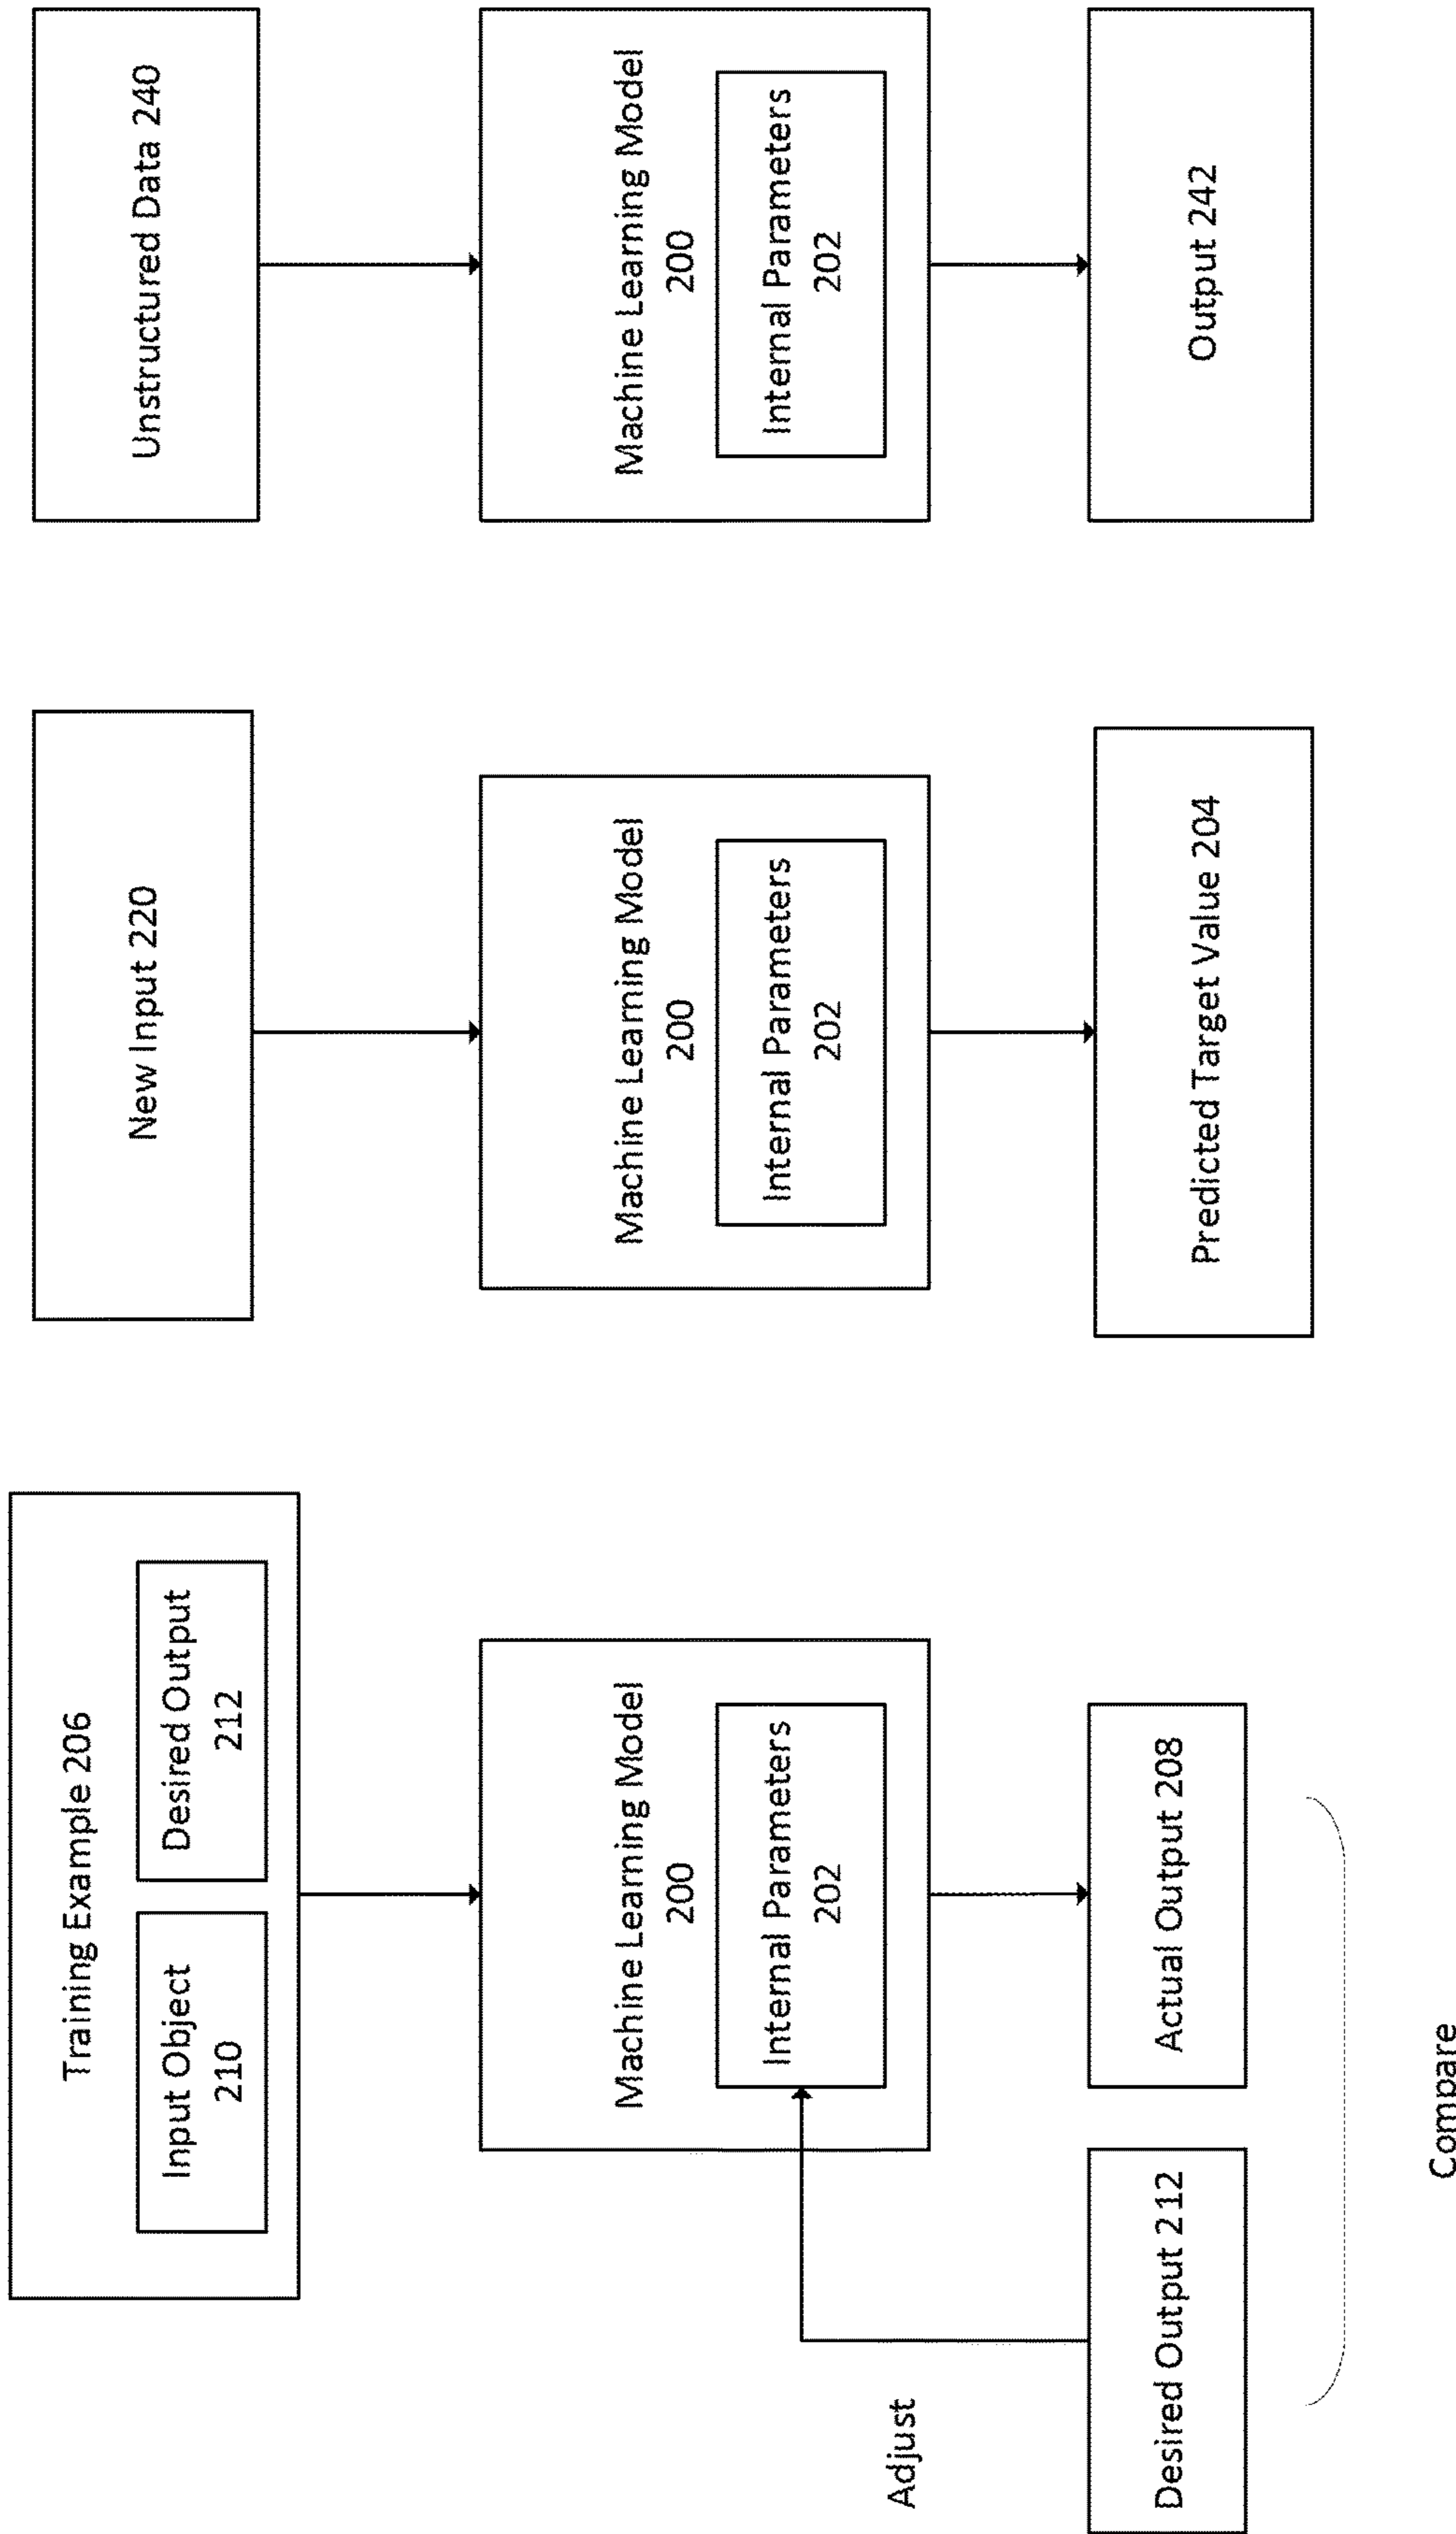 Training Example 206
Input Object
210
Desired Output
212
Machine Learning Model
200
Internal Parameters
202
Adjust
Desired Output 212
Actual Output 208
Compare
New Input 220
Machine Learning Model
200
Internal Parameters
202
Predicted Target Value 204
Unstructured Data 240
Machine Learning Model
200
Internal Parameters
202
Output 242